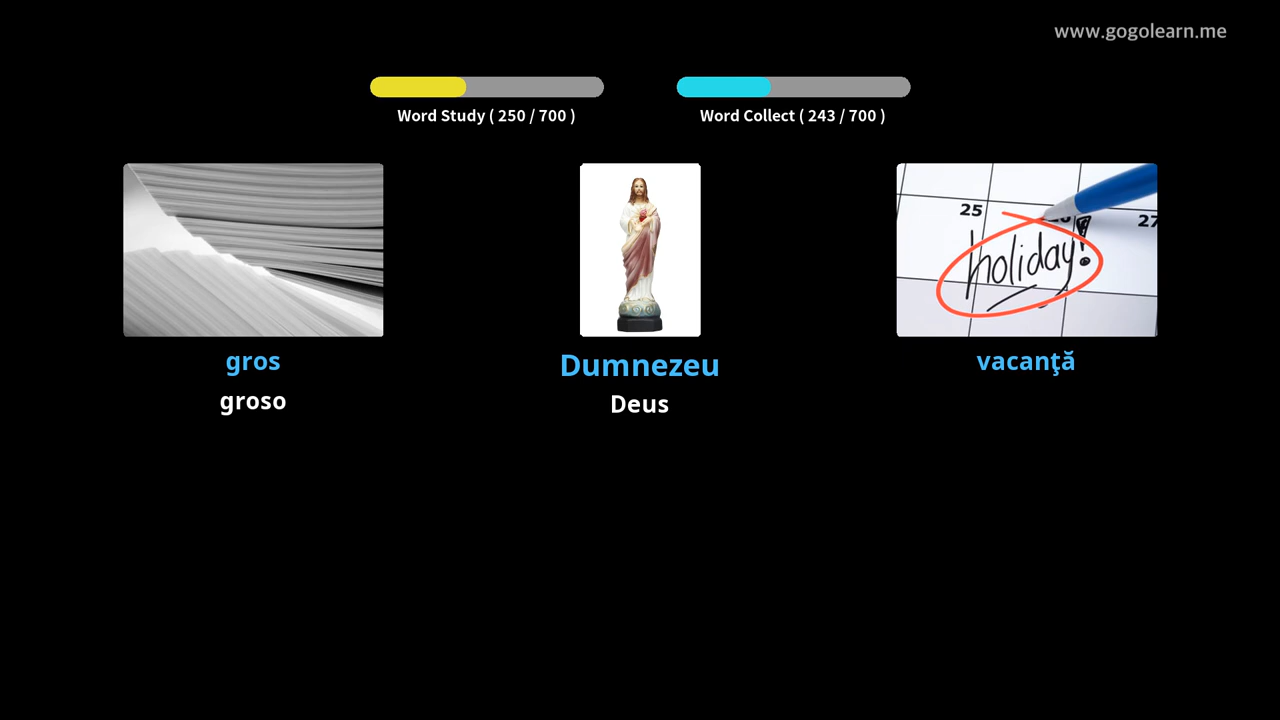 www.gogolearn.me
Word Study ( 250 / 700 )
Word Collect ( 243 / 700 )
25
27
holiday!
gros
Dumnezeu
vacanţă
groso
Deus